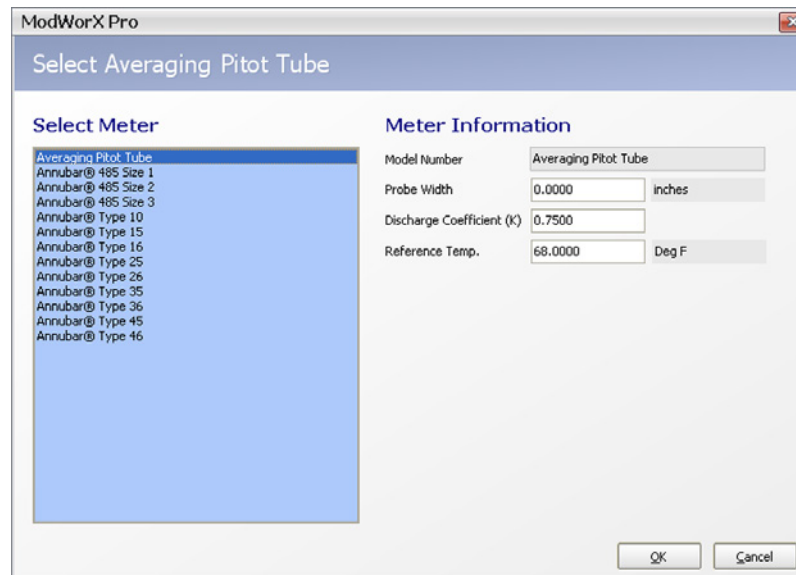 ModWorX Pro
Select Averaging Pitot Tube
Select Meter
Averaging Pitot Tube
Annubar® 485 Size 1
Annubar® 485 Size 2
Annubar® 485 Size 3
Annubar® Type 10
Annubar® Type 15
Annubar® Type 16
Annubar® Type 25
Annubar® Type 26
Annubar® Type 35
Annubar® Type 36
Annubar® Type 45
Annubar® Type 46
Meter Information
Model Number Averaging Pitot Tube
Probe Width 0.0000 inches
Discharge Coefficient (K) 0.7500
Reference Temp. 68.0000 Deg F
OK Cancel